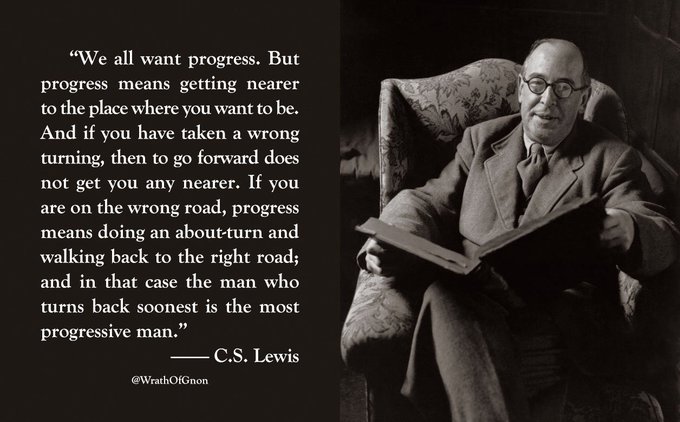 “We all want progress. But
progress means getting nearer
to the place where you want to be.
And if you have taken a wrong
turning, then to go forward does
not get you any nearer. If you
are on the wrong road, progress
means doing an about-turn and
walking back to the right road;
and in that case the man who
turns back soonest is the most
progressive man.”
—— C.S. Lewis
@WrathOfGnon